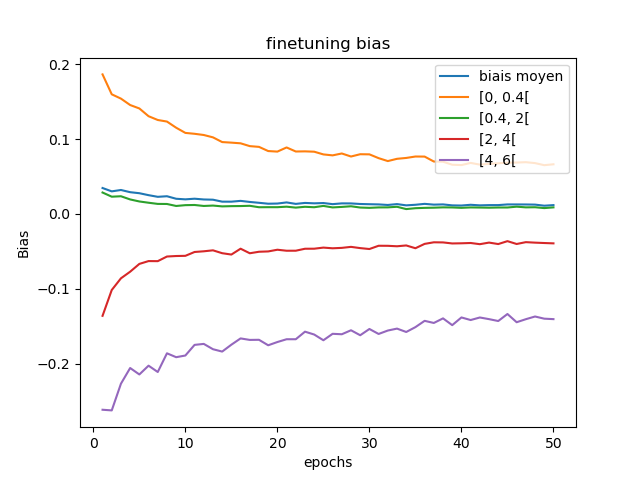 finetuning bias
0.2
0.1
0.0
−0.1
−0.2
Bias
biais moyen
[0, 0.4[
[0.4, 2[
[2, 4[
[4, 6[
0 10 20 30 40 50
epochs